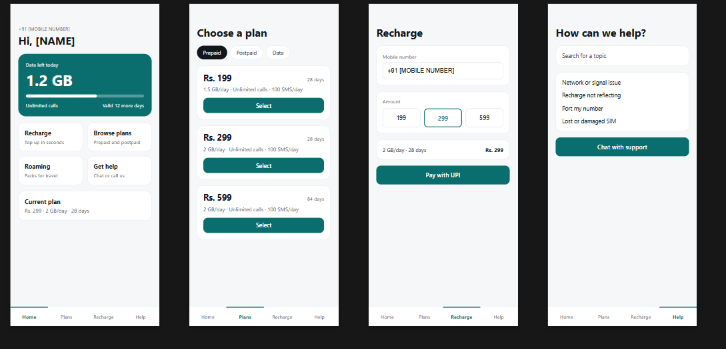 +91 [MOBILE NUMBER]
Hi, [NAME]
Data left today
1.2 GB
Unlimited calls Valid 12 more days
Recharge
Top up in seconds
Browse plans
Prepaid and postpaid
Roaming
Packs for travel
Get help
Chat or call us
Current plan
Rs. 299 · 2 GB/day · 28 days
Home Plans Recharge Help
Choose a plan
Prepaid Postpaid Data
Rs. 199 28 days
1.5 GB/day · Unlimited calls · 100 SMS/day
Select
Rs. 299 28 days
2 GB/day · Unlimited calls · 100 SMS/day
Select
Rs. 599 84 days
2 GB/day · Unlimited calls · 100 SMS/day
Select
Home Plans Recharge Help
Recharge
Mobile number
+91 [MOBILE NUMBER]
Amount
199 299 599
2 GB/day · 28 days Rs. 299
Pay with UPI
Home Plans Recharge Help
How can we help?
Search for a topic
Network or signal issue
Recharge not reflecting
Port my number
Lost or damaged SIM
Chat with support
Home Plans Recharge Help